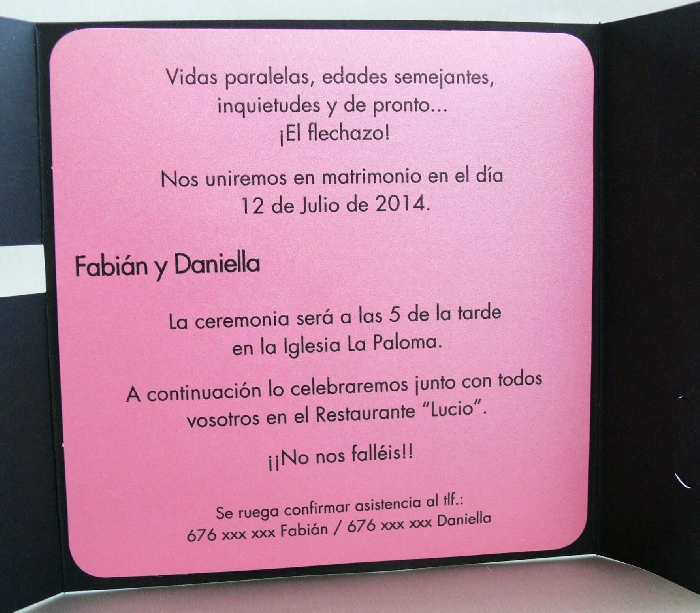 Vidas paralelas, edades semejantes,
inquietudes y de pronto...
¡El flechazo!
Nos uniremos en matrimonio en el día
12 de Julio de 2014.
Fabián y Daniella
La ceremonia será a las 5 de la tarde
en la Iglesia La Paloma.
A continuación lo celebraremos junto con todos
vosotros en el Restaurante “Lucio”.
¡¡No nos falléis!!
Se ruega confirmar asistencia al tlf.:
676 xxx xxx Fabián / 676 xxx xxx Daniella